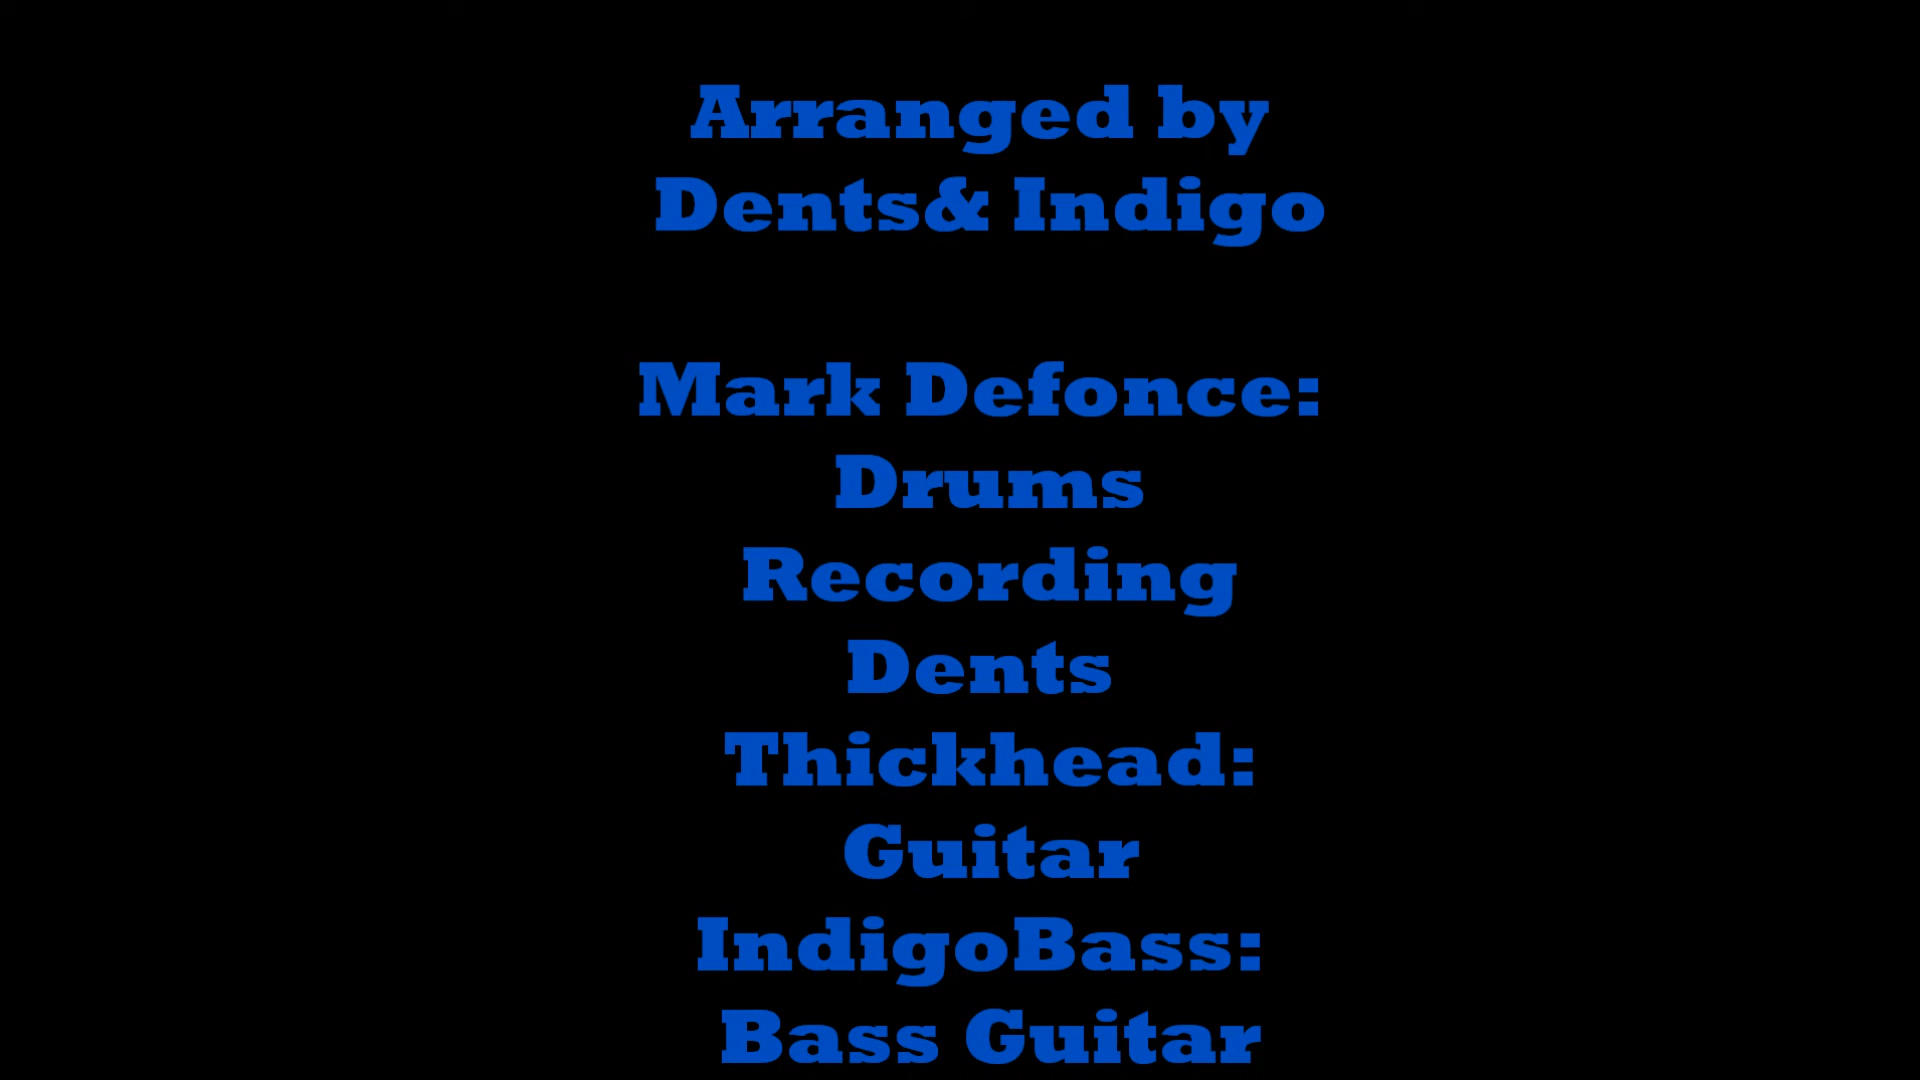 Arranged by
Dents& Indigo
Mark Defonce:
Drums
Recording
Dents
Thickhead:
Guitar
IndigoBass:
Bass Guitar